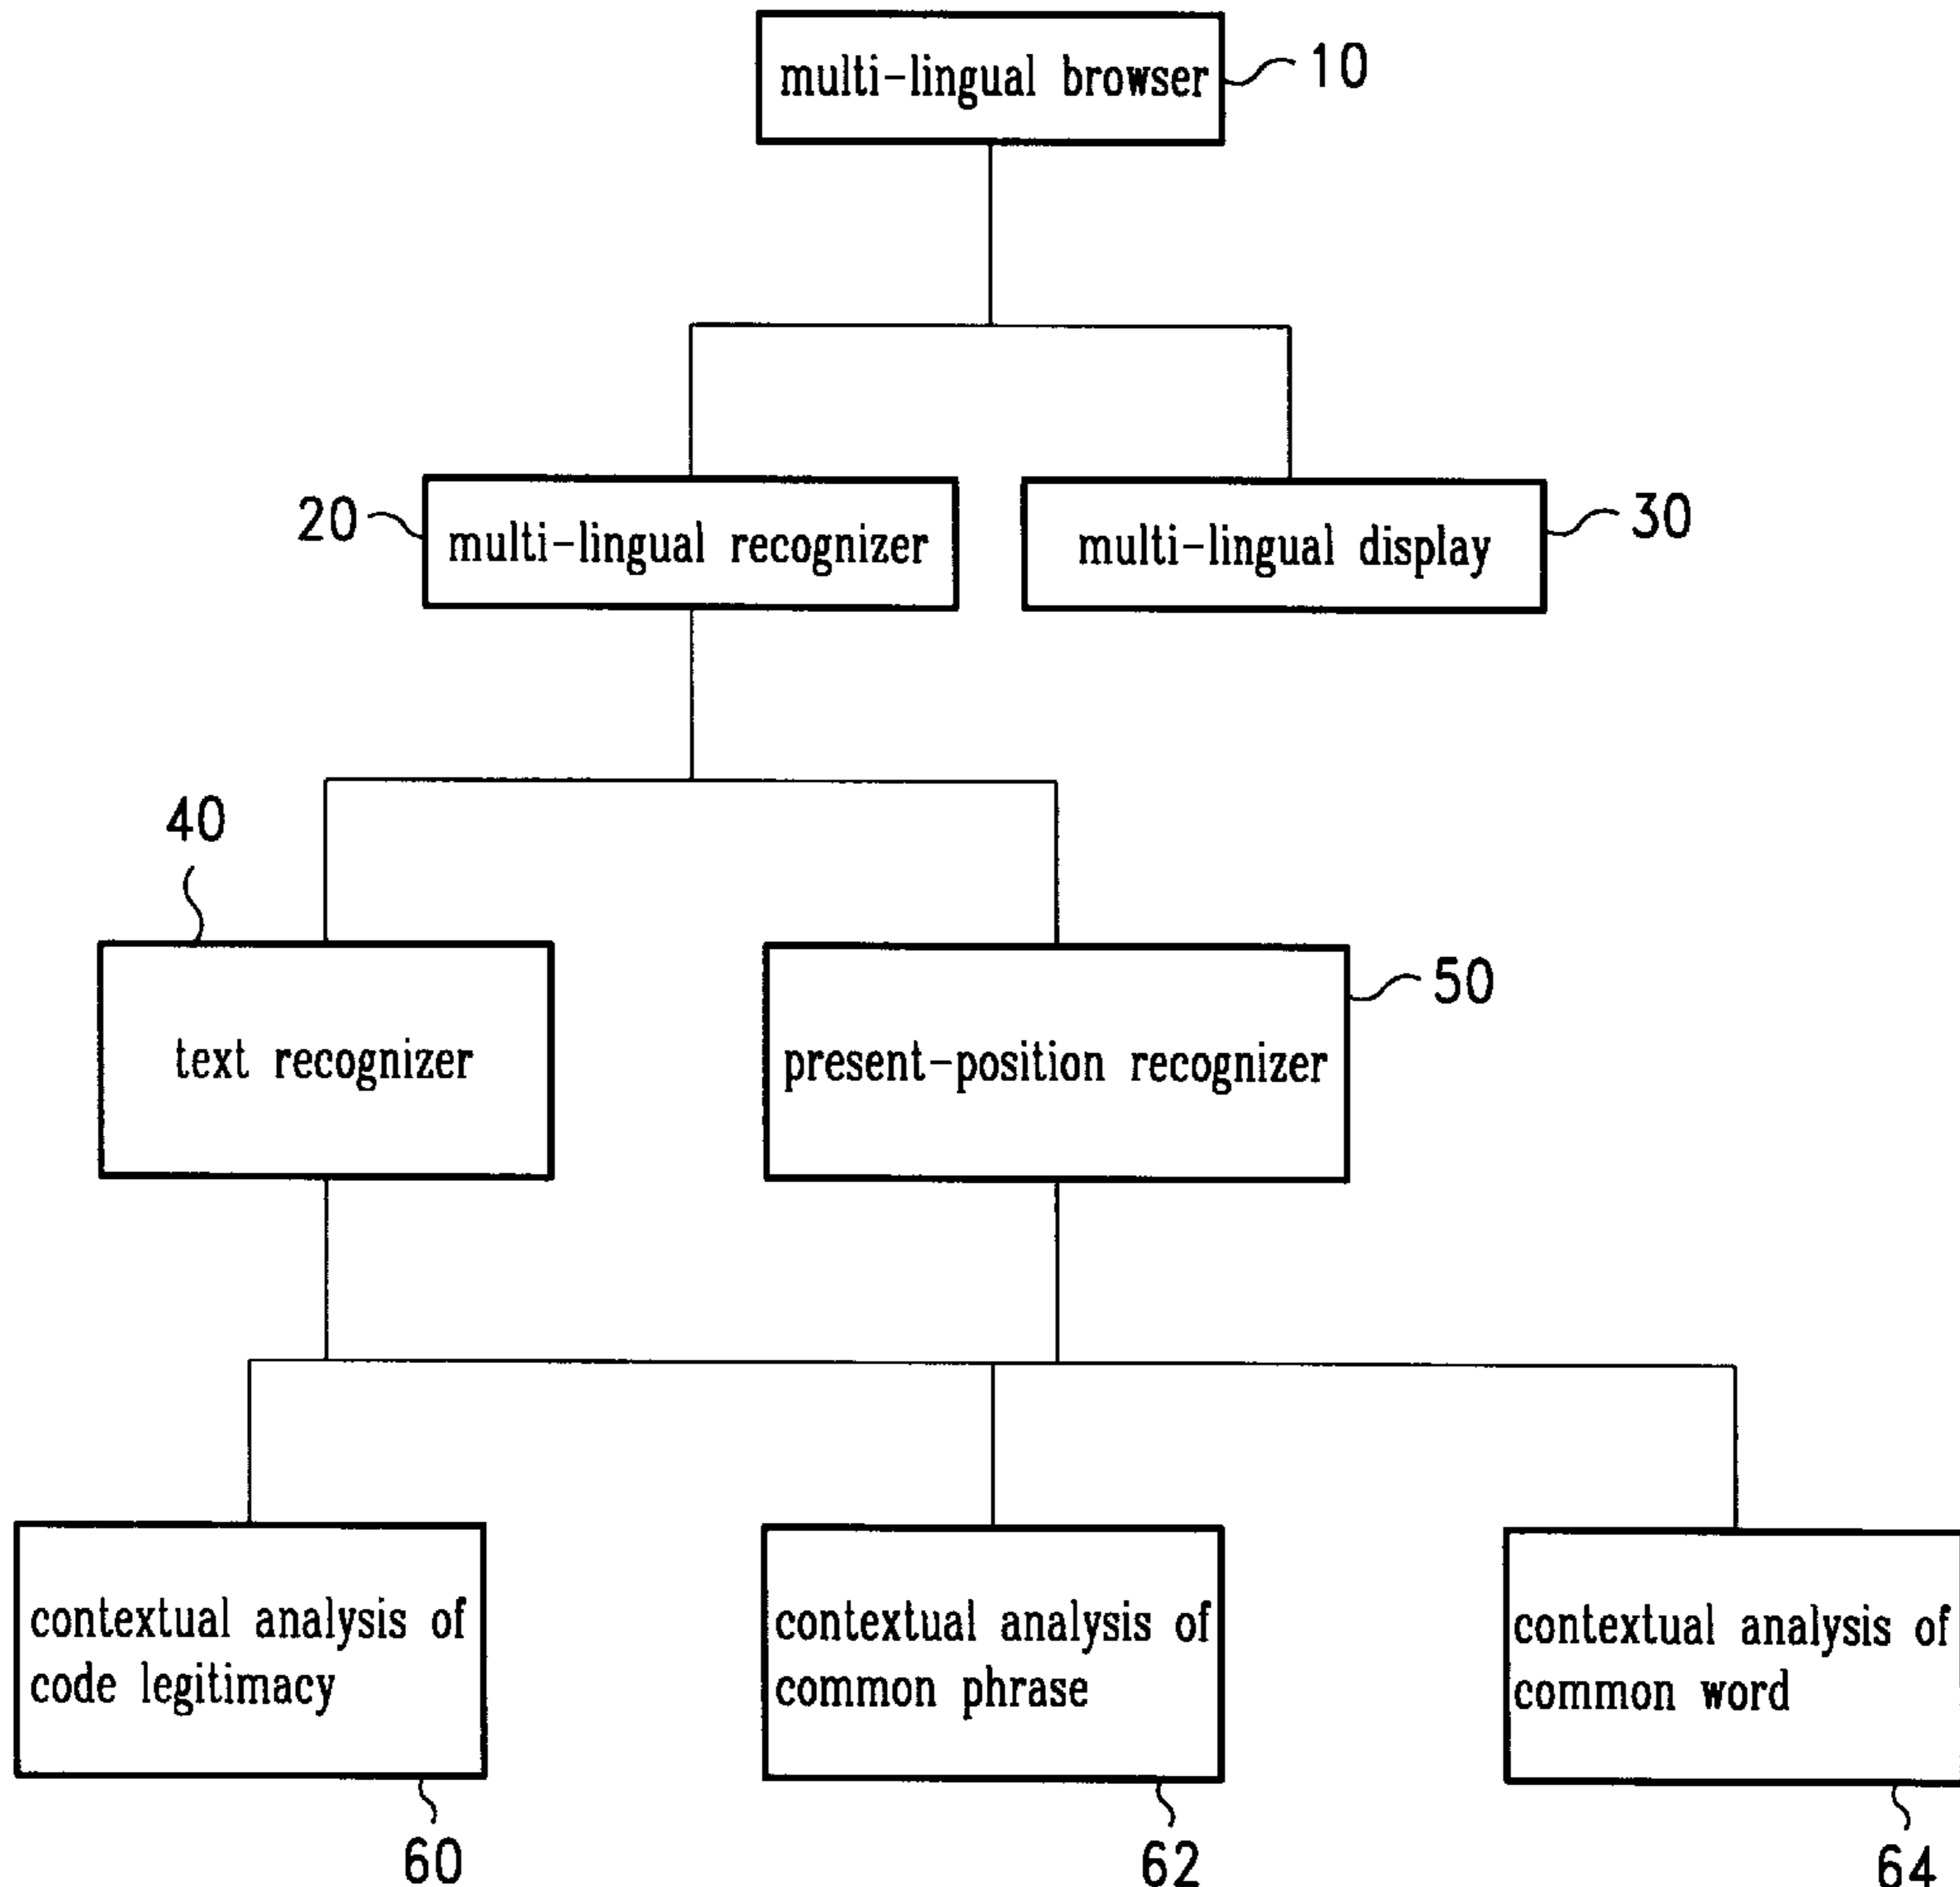 multi-lingual browser
10
20
multi-lingual recognizer
multi-lingual display
30
40
50
text recognizer
present-position recognizer
contextual analysis of
code legitimacy
contextual analysis of
common phrase
contextual analysis of
common word
60
62
64